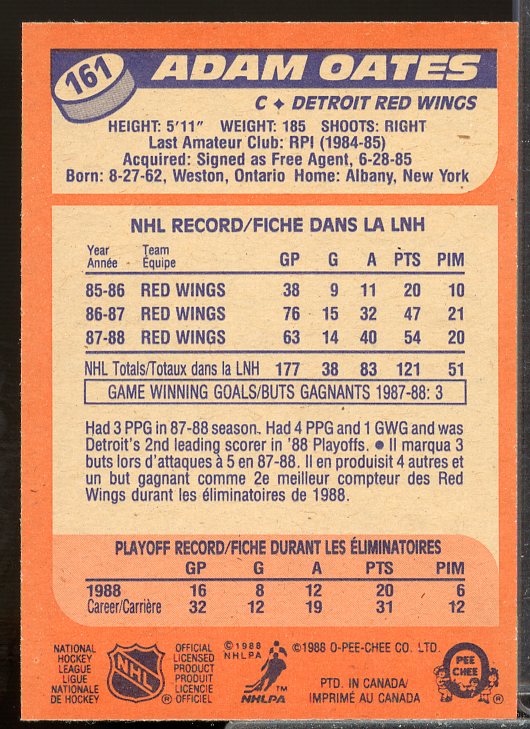 161
ADAM OATES
C ♦ DETROIT RED WINGS
HEIGHT: 5'11" WEIGHT: 185 SHOOTS: RIGHT
Last Amateur Club: RPI (1984-85)
Acquired: Signed as Free Agent, 6-28-85
Born: 8-27-62, Weston, Ontario Home: Albany, New York
NHL RECORD/FICHE DANS LA LNH
Year Team
Année Équipe GP G A PTS PIM
85-86 RED WINGS 38 9 11 20 10
86-87 RED WINGS 76 15 32 47 21
87-88 RED WINGS 63 14 40 54 20
NHL Totals/Totaux dans la LNH 177 38 83 121 51
GAME WINNING GOALS/BUTS GAGNANTS 1987-88: 3
Had 3 PPG in 87-88 season. Had 4 PPG and 1 GWG and was
Detroit's 2nd leading scorer in '88 Playoffs. ● Il marqua 3
buts lors d'attaques à 5 en 87-88. Il en produisit 4 autres et
un but gagnant comme 2e meilleur compteur des Red
Wings durant les éliminatoires de 1988.
PLAYOFF RECORD/FICHE DURANT LES ÉLIMINATOIRES
GP G A PTS PIM
1988 16 8 12 20 6
Career/Carrière 32 12 19 31 12
NATIONAL
HOCKEY
LEAGUE
LIGUE
NATIONALE
DE HOCKEY
NHL
®
OFFICIAL
LICENSED
PRODUCT
PRODUIT
LICENCIE
OFFICIEL
©1988
NHLPA
™
NHLPA
©1988 O-PEE-CHEE CO. LTD.
PTD. IN CANADA/
IMPRIMÉ AU CANADA
PEE
CHEE
®